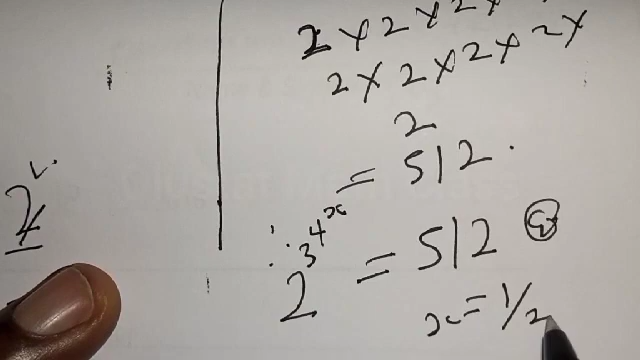 2 x 2 x 2 x
2 x 2 x 2 x 2 x
2
= 512.
∴ 2^3^4^x = 512
x = 1/2